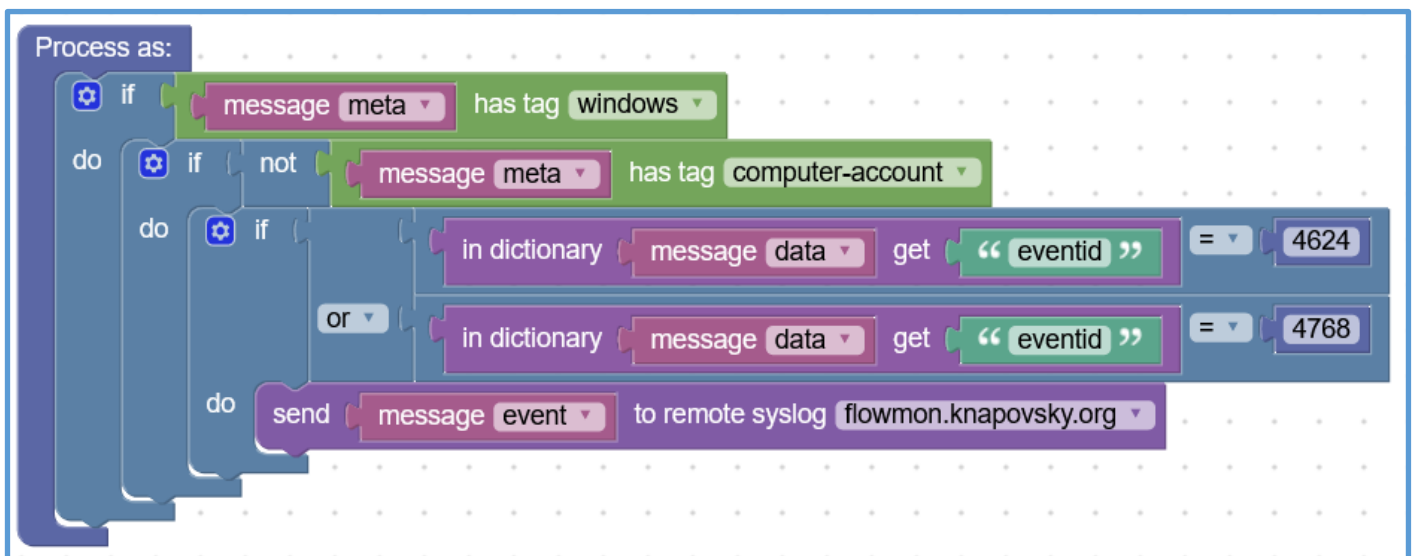 Process as:
if message meta has tag windows
do if not message meta has tag computer-account
do if in dictionary message data get “ eventid ” = 4624
or in dictionary message data get “ eventid ” = 4768
do send message event to remote syslog flowmon.knapovsky.org